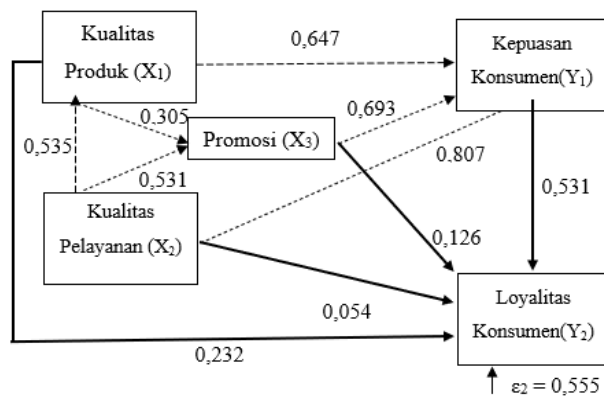 Kualitas
Produk (X₁)
0,647
Kepuasan
Konsumen(Y₁)
0.305
0,693
Promosi (X₃)
0,535
0,531
0,807
0,531
Kualitas
Pelayanan (X₂)
0,126
0,054
Loyalitas
Konsumen(Y₂)
0,232
ε₂ = 0,555